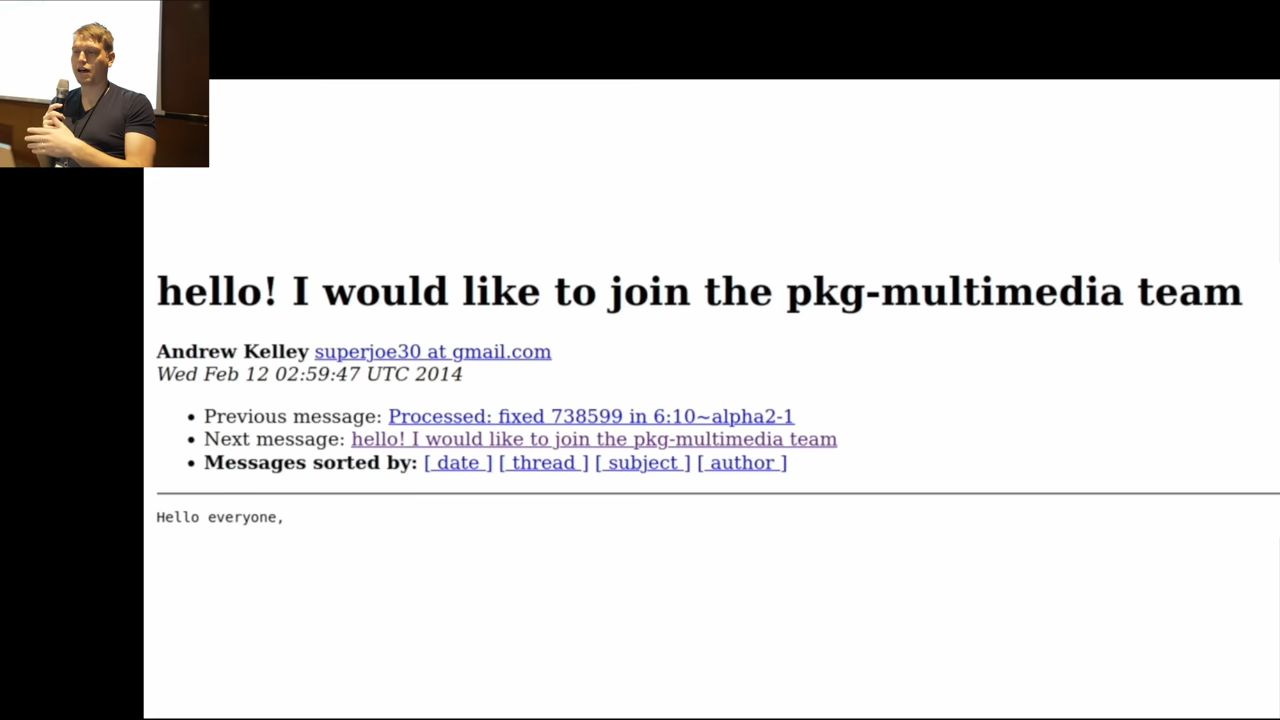 hello! I would like to join the pkg-multimedia team
Andrew Kelley superjoe30 at gmail.com
Wed Feb 12 02:59:47 UTC 2014
• Previous message: Processed: fixed 738599 in 6:10~alpha2-1
• Next message: hello! I would like to join the pkg-multimedia team
• Messages sorted by: [ date ] [ thread ] [ subject ] [ author ]
Hello everyone,